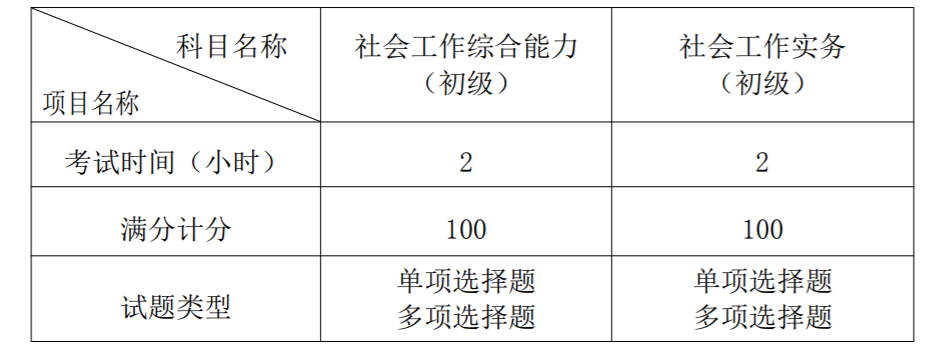 科目名称
项目名称
社会工作综合能力
（初级）
社会工作实务
（初级）
考试时间（小时）
2
2
满分计分
100
100
试题类型
单项选择题
多项选择题
单项选择题
多项选择题